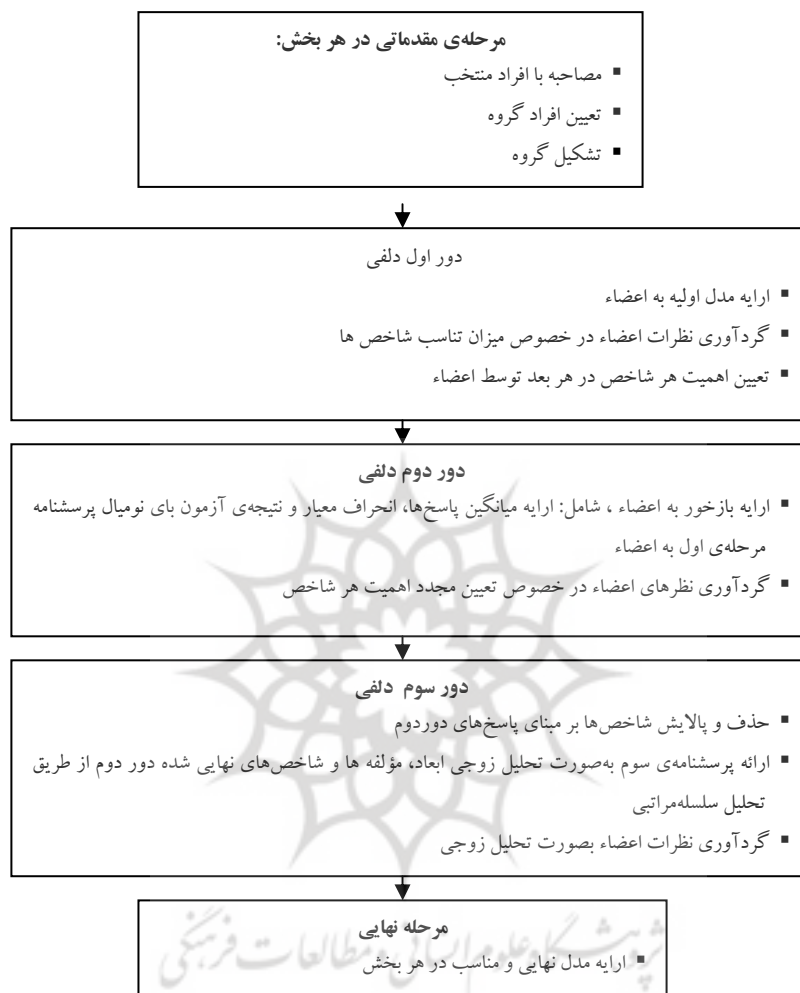 مرحله‌ی مقدماتی در هر بخش:
▪ مصاحبه با افراد منتخب
▪ تعیین افراد گروه
▪ تشکیل گروه
دور اول دلفی
▪ ارایه مدل اولیه به اعضاء
▪ گردآوری نظرات اعضاء در خصوص میزان تناسب شاخص ها
▪ تعیین اهمیت هر شاخص در هر بعد توسط اعضاء
دور دوم دلفی
▪ ارایه بازخور به اعضاء ، شامل: ارایه میانگین پاسخ‌ها، انحراف معیار و نتیجه‌ی آزمون بای نومیال پرسشنامه
مرحله‌ی اول به اعضاء
▪ گردآوری نظرهای اعضاء در خصوص تعیین مجدد اهمیت هر شاخص
دور سوم دلفی
▪ حذف و پالایش شاخص‌ها بر مبنای پاسخ‌های دوردوم
▪ ارائه پرسشنامه‌ی سوم به‌صورت تحلیل زوجی ابعاد، مؤلفه ها و شاخص‌های نهایی شده دور دوم از طریق
تحلیل سلسله‌مراتبی
▪ گردآوری نظرات اعضاء بصورت تحلیل زوجی
مرحله نهایی
▪ ارایه مدل نهایی و مناسب در هر بخش
پژوهشگاه علوم انسانی و مطالعات فرهنگی